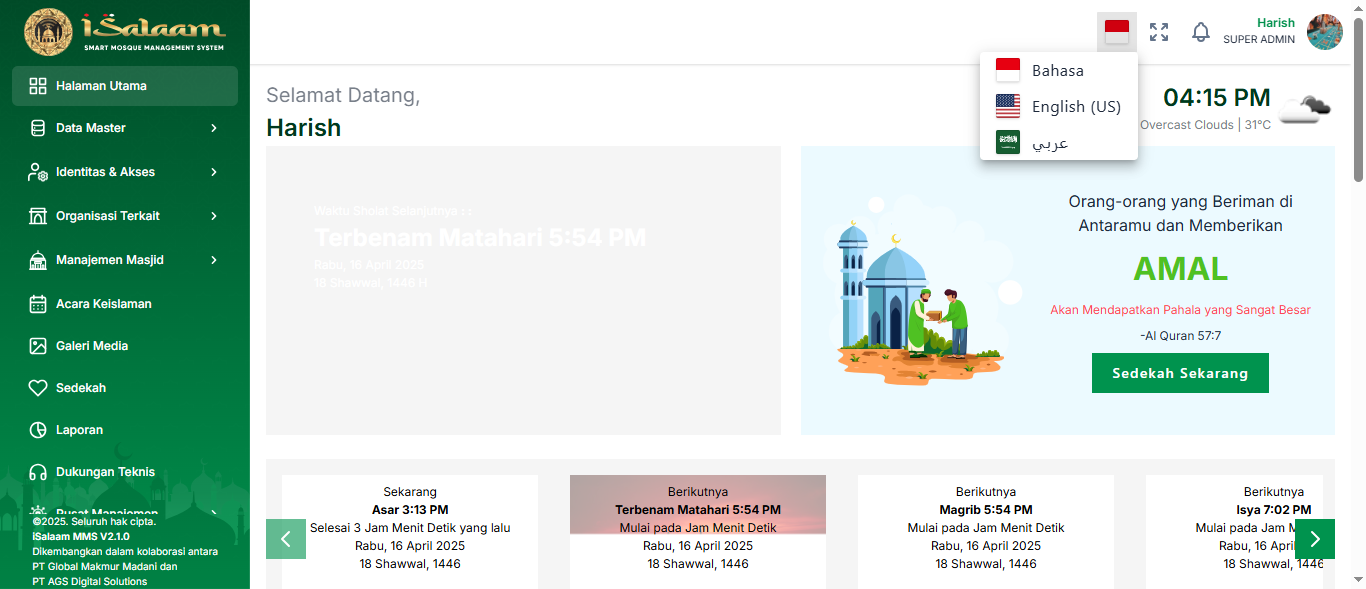 iSalaam
SMART MOSQUE MANAGEMENT SYSTEM
Halaman Utama
Data Master
Identitas & Akses
Organisasi Terkait
Manajemen Masjid
Acara Keislaman
Galeri Media
Sedekah
Laporan
Dukungan Teknis
Pusat Manajemen
©2025. Seluruh hak cipta.
iSalaam MMS V2.1.0
Dikembangkan dalam kolaborasi antara
PT Global Makmur Madani dan
PT AGS Digital Solutions
Harish
SUPER ADMIN
Bahasa
English (US)
عربي
Selamat Datang,
Harish
04:15 PM
Overcast Clouds | 31°C
Waktu Sholat Selanjutnya : :
Terbenam Matahari 5:54 PM
Rabu, 16 April 2025
18 Shawwal, 1446 H
Orang-orang yang Beriman di
Antaramu dan Memberikan
AMAL
Akan Mendapatkan Pahala yang Sangat Besar
-Al Quran 57:7
Sedekah Sekarang
Sekarang
Asar 3:13 PM
Selesai 3 Jam Menit Detik yang lalu
Rabu, 16 April 2025
18 Shawwal, 1446
Berikutnya
Terbenam Matahari 5:54 PM
Mulai pada Jam Menit Detik
Rabu, 16 April 2025
18 Shawwal, 1446
Berikutnya
Magrib 5:54 PM
Mulai pada Jam Menit Detik
Rabu, 16 April 2025
18 Shawwal, 1446
Berikutnya
Isya 7:02 PM
Mulai pada Jam M
Rabu, 16 Ap
18 Shawwal, 1446